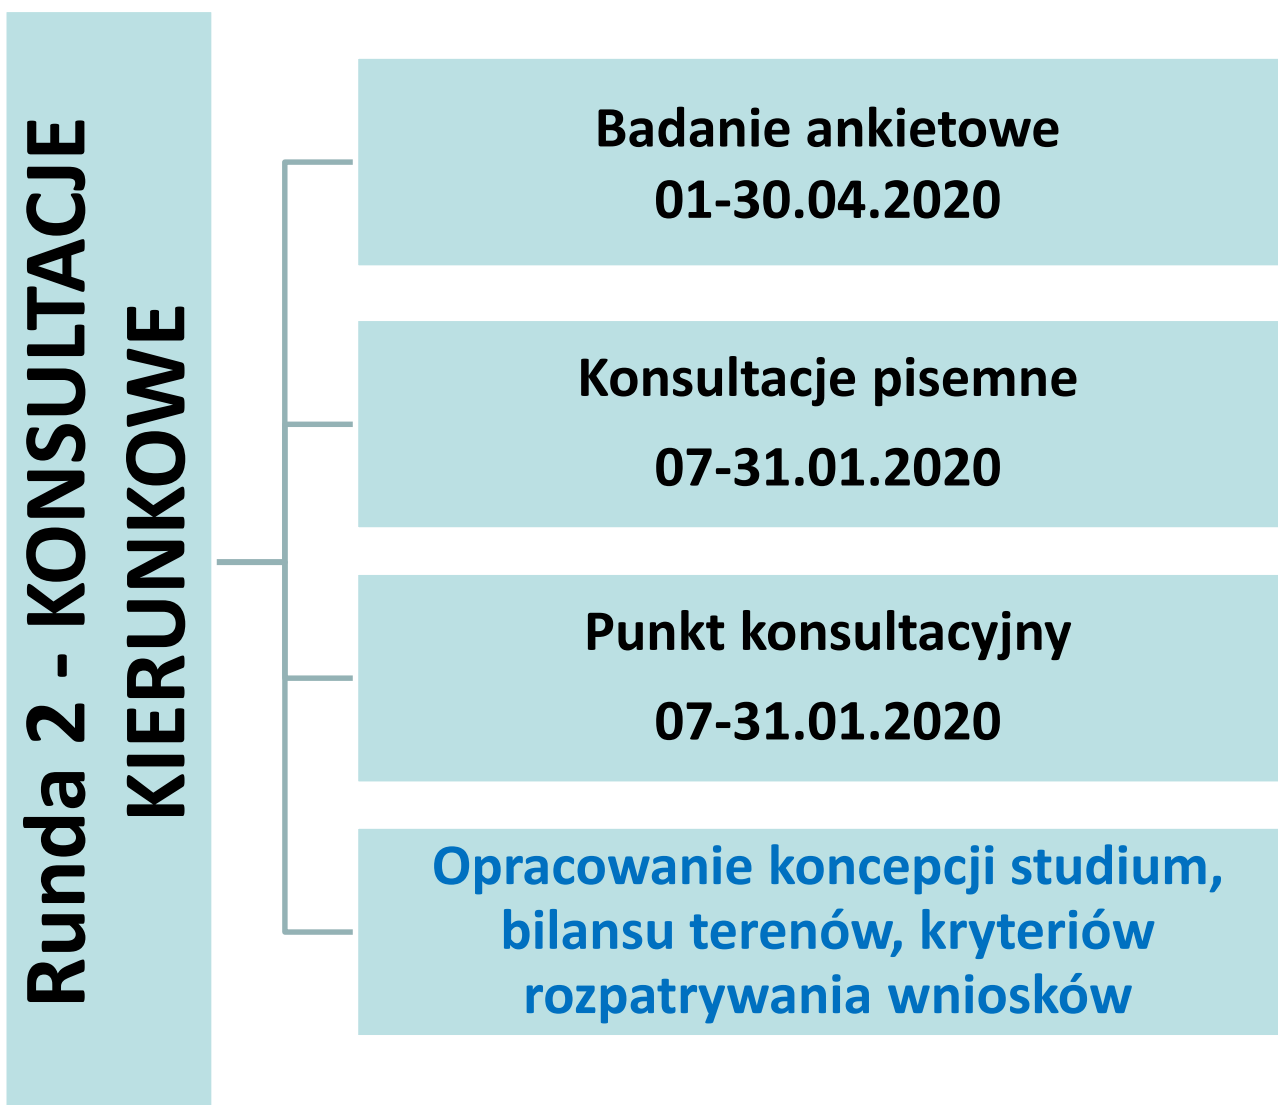 Runda 2 - KONSULTACJE
KIERUNKOWE
Badanie ankietowe
01-30.04.2020
Konsultacje pisemne
07-31.01.2020
Punkt konsultacyjny
07-31.01.2020
Opracowanie koncepcji studium,
bilansu terenów, kryteriów
rozpatrywania wniosków